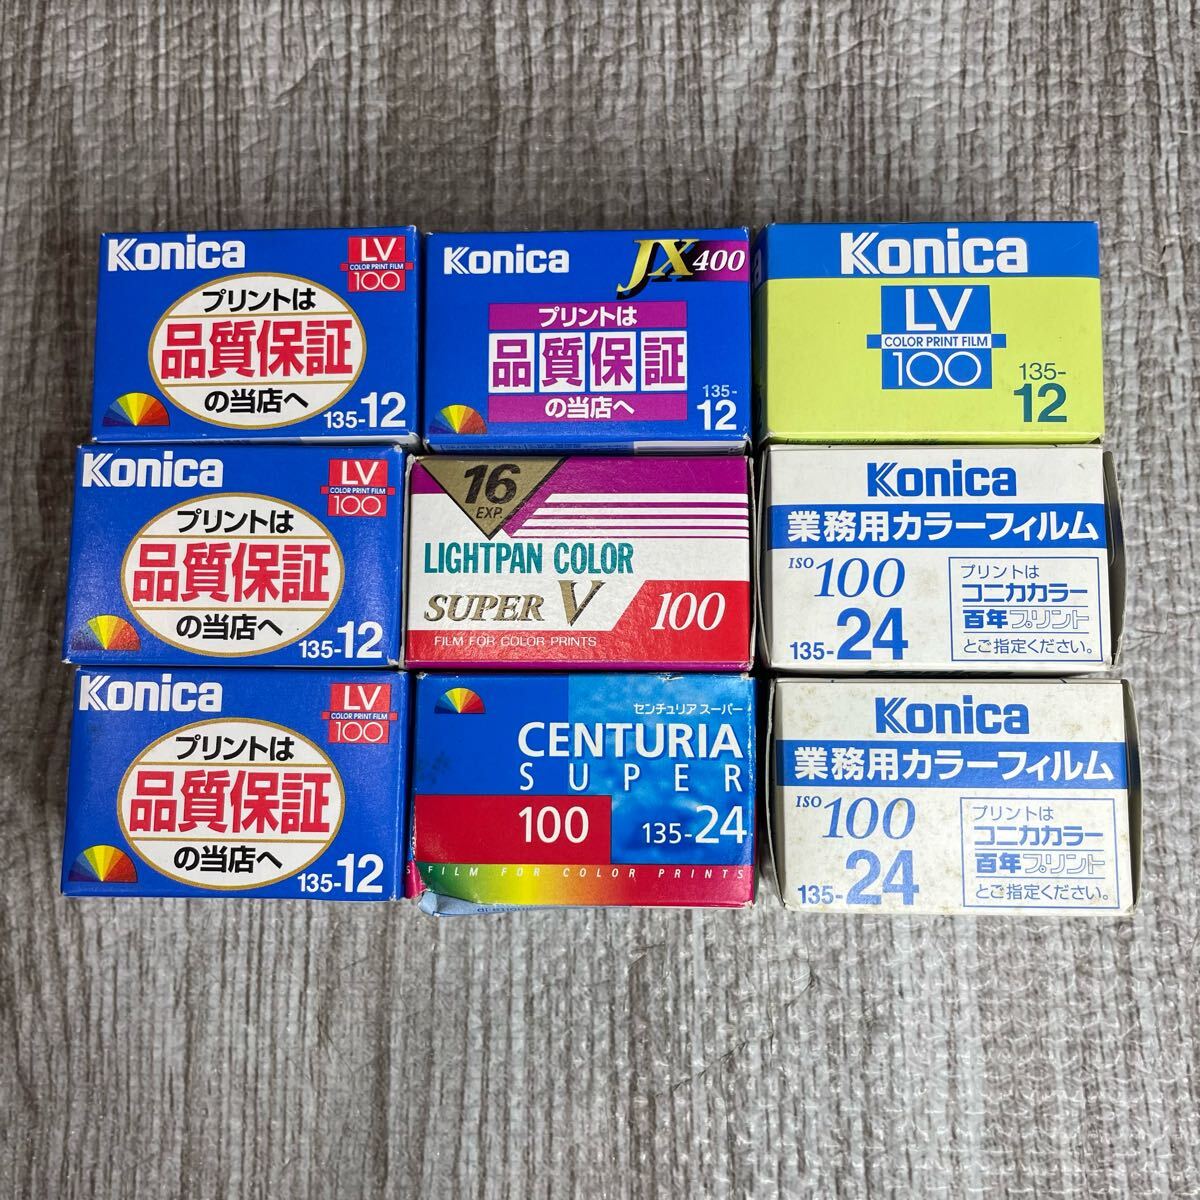 Konica
LV
COLOR PRINT FILM
100
プリントは
品質保証
の当店へ
135-12
Konica
JX400
プリントは
品質保証
の当店へ
135-
12
Konica
LV
COLOR PRINT FILM
100
135-
12
Konica
LV
COLOR PRINT FILM
100
プリントは
品質保証
の当店へ
135-12
16
EXP.
LIGHTPAN COLOR
SUPER V 100
FILM FOR COLOR PRINTS
Konica
業務用カラーフィルム
ISO 100
135-24
プリントは
コニカカラー
百年プリント
とご指定ください。
Konica
LV
COLOR PRINT FILM
100
プリントは
品質保証
の当店へ
135-12
センチュリア スーパー
CENTURIA
SUPER
100
135-24
FILM FOR COLOR PRINTS
Konica
業務用カラーフィルム
ISO 100
135-24
プリントは
コニカカラー
百年プリント
とご指定ください。